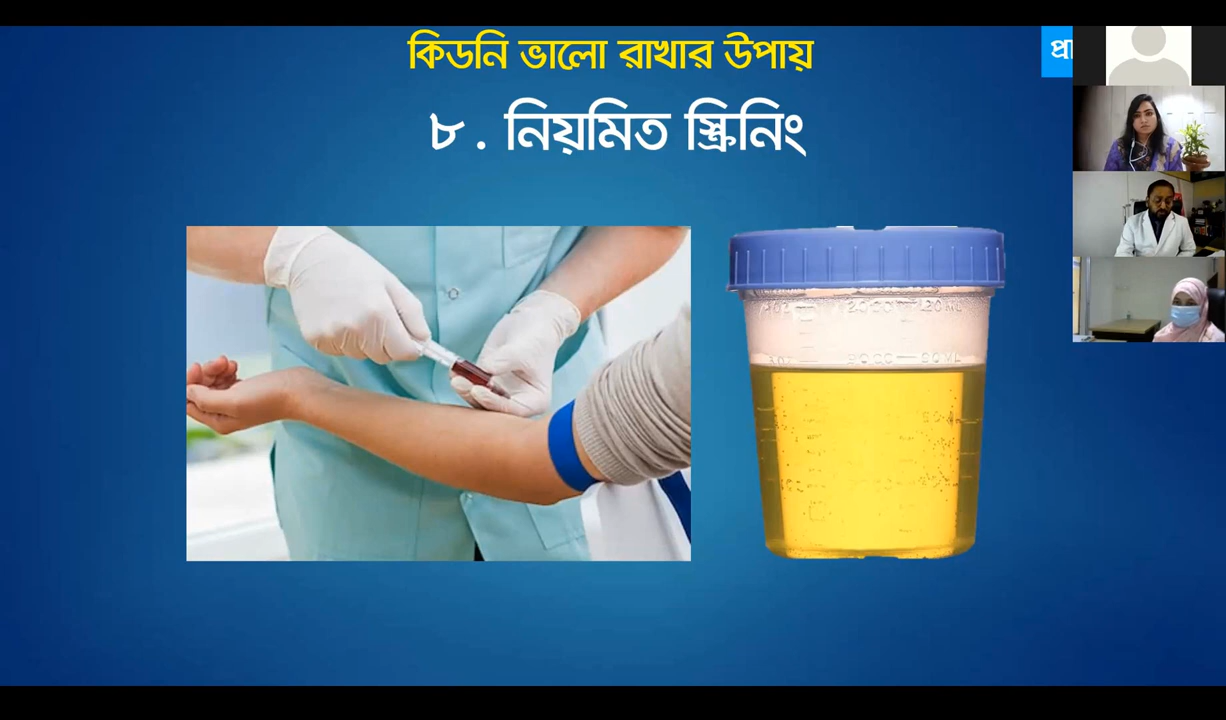 কিডনি ভালো রাখার উপায়
৮ . নিয়মিত স্ক্রিনিং